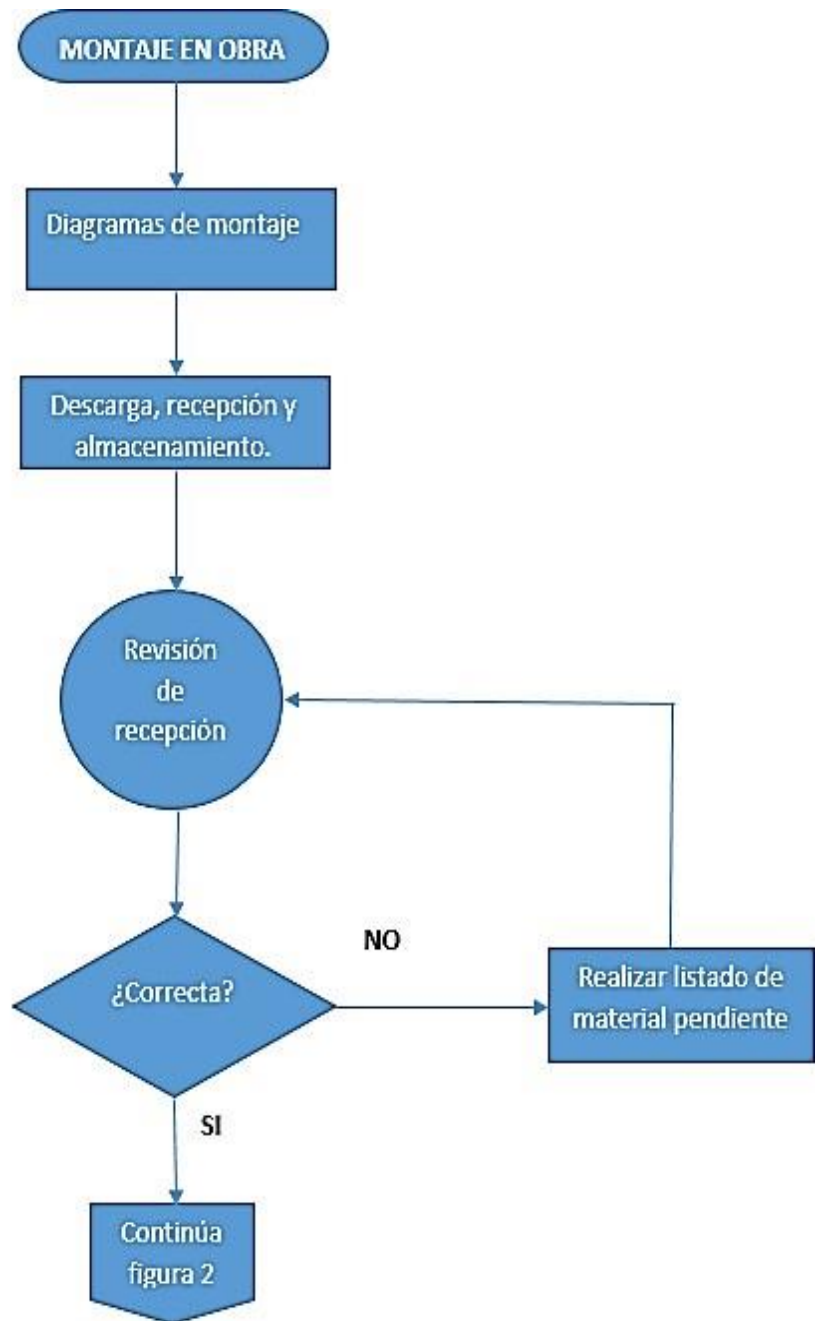 MONTAJE EN OBRA
Diagramas de montaje
Descarga, recepción y
almacenamiento.
Revisión
de
recepción
¿Correcta?
NO
Realizar listado de
material pendiente
SI
Continúa
figura 2